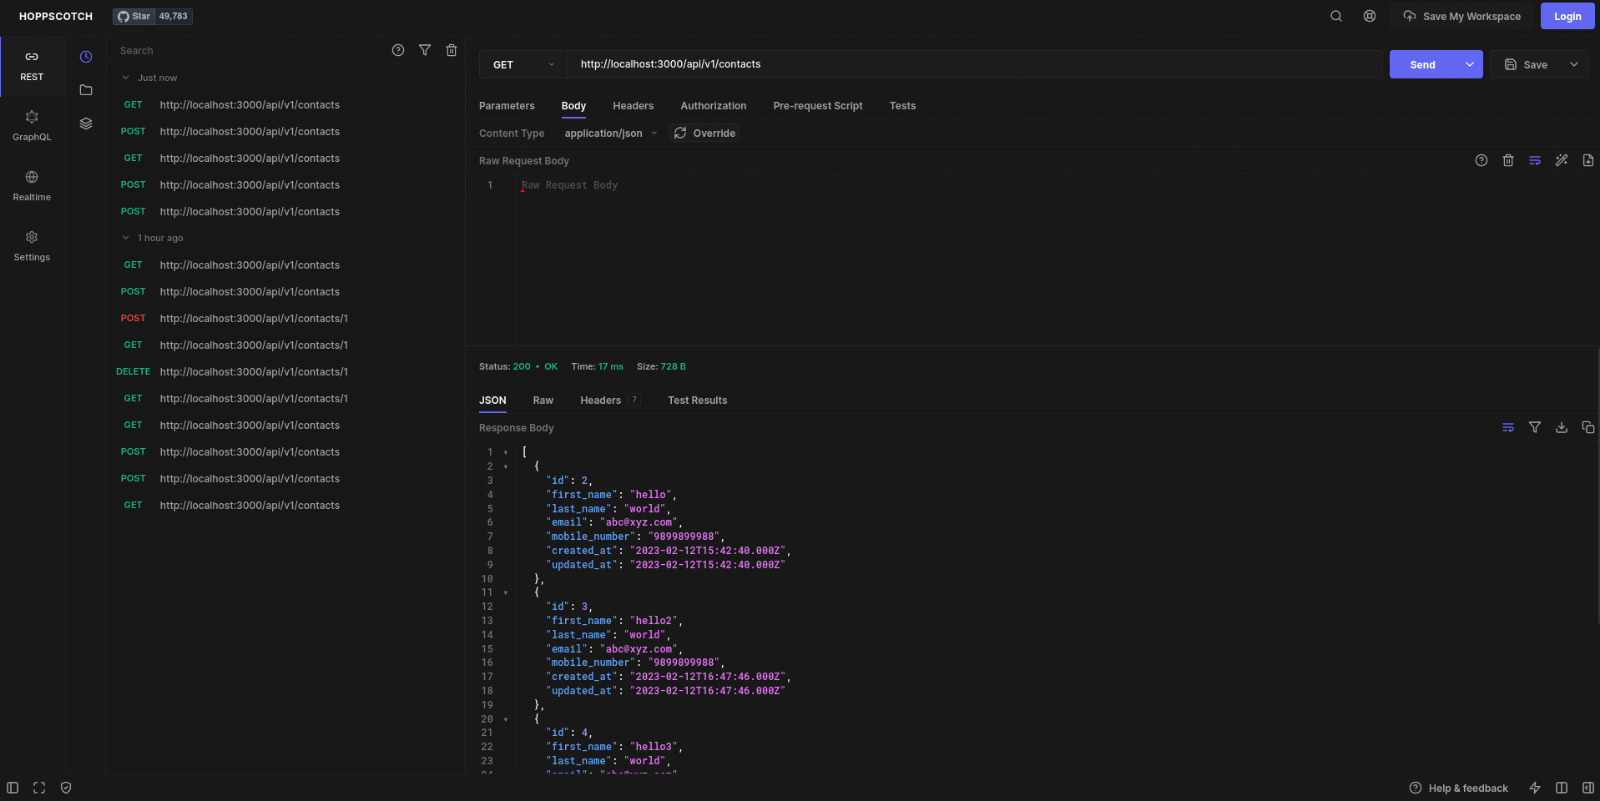 HOPPSCOTCH Star 49,783 Save My Workspace Login
REST
GraphQL
Realtime
Settings
Search
Just now
GET http://localhost:3000/api/v1/contacts
POST http://localhost:3000/api/v1/contacts
GET http://localhost:3000/api/v1/contacts
POST http://localhost:3000/api/v1/contacts
POST http://localhost:3000/api/v1/contacts
1 hour ago
GET http://localhost:3000/api/v1/contacts
POST http://localhost:3000/api/v1/contacts
POST http://localhost:3000/api/v1/contacts/1
GET http://localhost:3000/api/v1/contacts/1
DELETE http://localhost:3000/api/v1/contacts/1
GET http://localhost:3000/api/v1/contacts/1
GET http://localhost:3000/api/v1/contacts
POST http://localhost:3000/api/v1/contacts
POST http://localhost:3000/api/v1/contacts
GET http://localhost:3000/api/v1/contacts
GET http://localhost:3000/api/v1/contacts Send Save
Parameters Body Headers Authorization Pre-request Script Tests
Content Type application/json Override
Raw Request Body
1 Raw Request Body
Status: 200 • OK Time: 17 ms Size: 728 B
JSON Raw Headers 7 Test Results
Response Body
1 [
2 {
3 "id": 2,
4 "first_name": "hello",
5 "last_name": "world",
6 "email": "abc@xyz.com",
7 "mobile_number": "9899899988",
8 "created_at": "2023-02-12T15:42:40.000Z",
9 "updated_at": "2023-02-12T15:42:40.000Z"
10 },
11 {
12 "id": 3,
13 "first_name": "hello2",
14 "last_name": "world",
15 "email": "abc@xyz.com",
16 "mobile_number": "9899899988",
17 "created_at": "2023-02-12T16:47:46.000Z",
18 "updated_at": "2023-02-12T16:47:46.000Z"
19 },
20 {
21 "id": 4,
22 "first_name": "hello3",
23 "last_name": "world",
Help & feedback